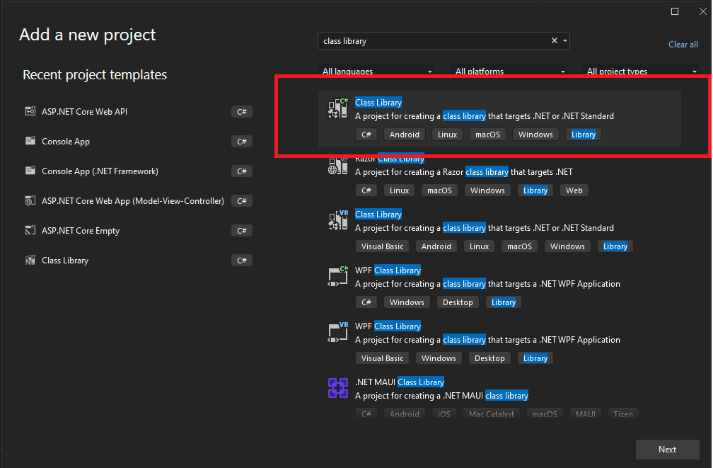 Add a new project
class library
Clear all
All languages All platforms All project types
Recent project templates
ASP.NET Core Web API C#
Console App C#
Console App (.NET Framework) C#
ASP.NET Core Web App (Model-View-Controller) C#
ASP.NET Core Empty C#
Class Library C#
C#
Class Library
A project for creating a class library that targets .NET or .NET Standard
C# Android Linux macOS Windows Library
Razor Class Library
A project for creating a Razor class library that targets .NET
C# Linux macOS Windows Library Web
VB
Class Library
A project for creating a class library that targets .NET or .NET Standard
Visual Basic Android Linux macOS Windows Library
C#
WPF Class Library
A project for creating a class library that targets a .NET WPF Application
C# Windows Desktop Library
VB
WPF Class Library
A project for creating a class library that targets a .NET WPF Application
Visual Basic Windows Desktop Library
.NET MAUI Class Library
A project for creating a .NET MAUI class library
C# Android iOS Mac Catalyst macOS MAUI Tizen
Next